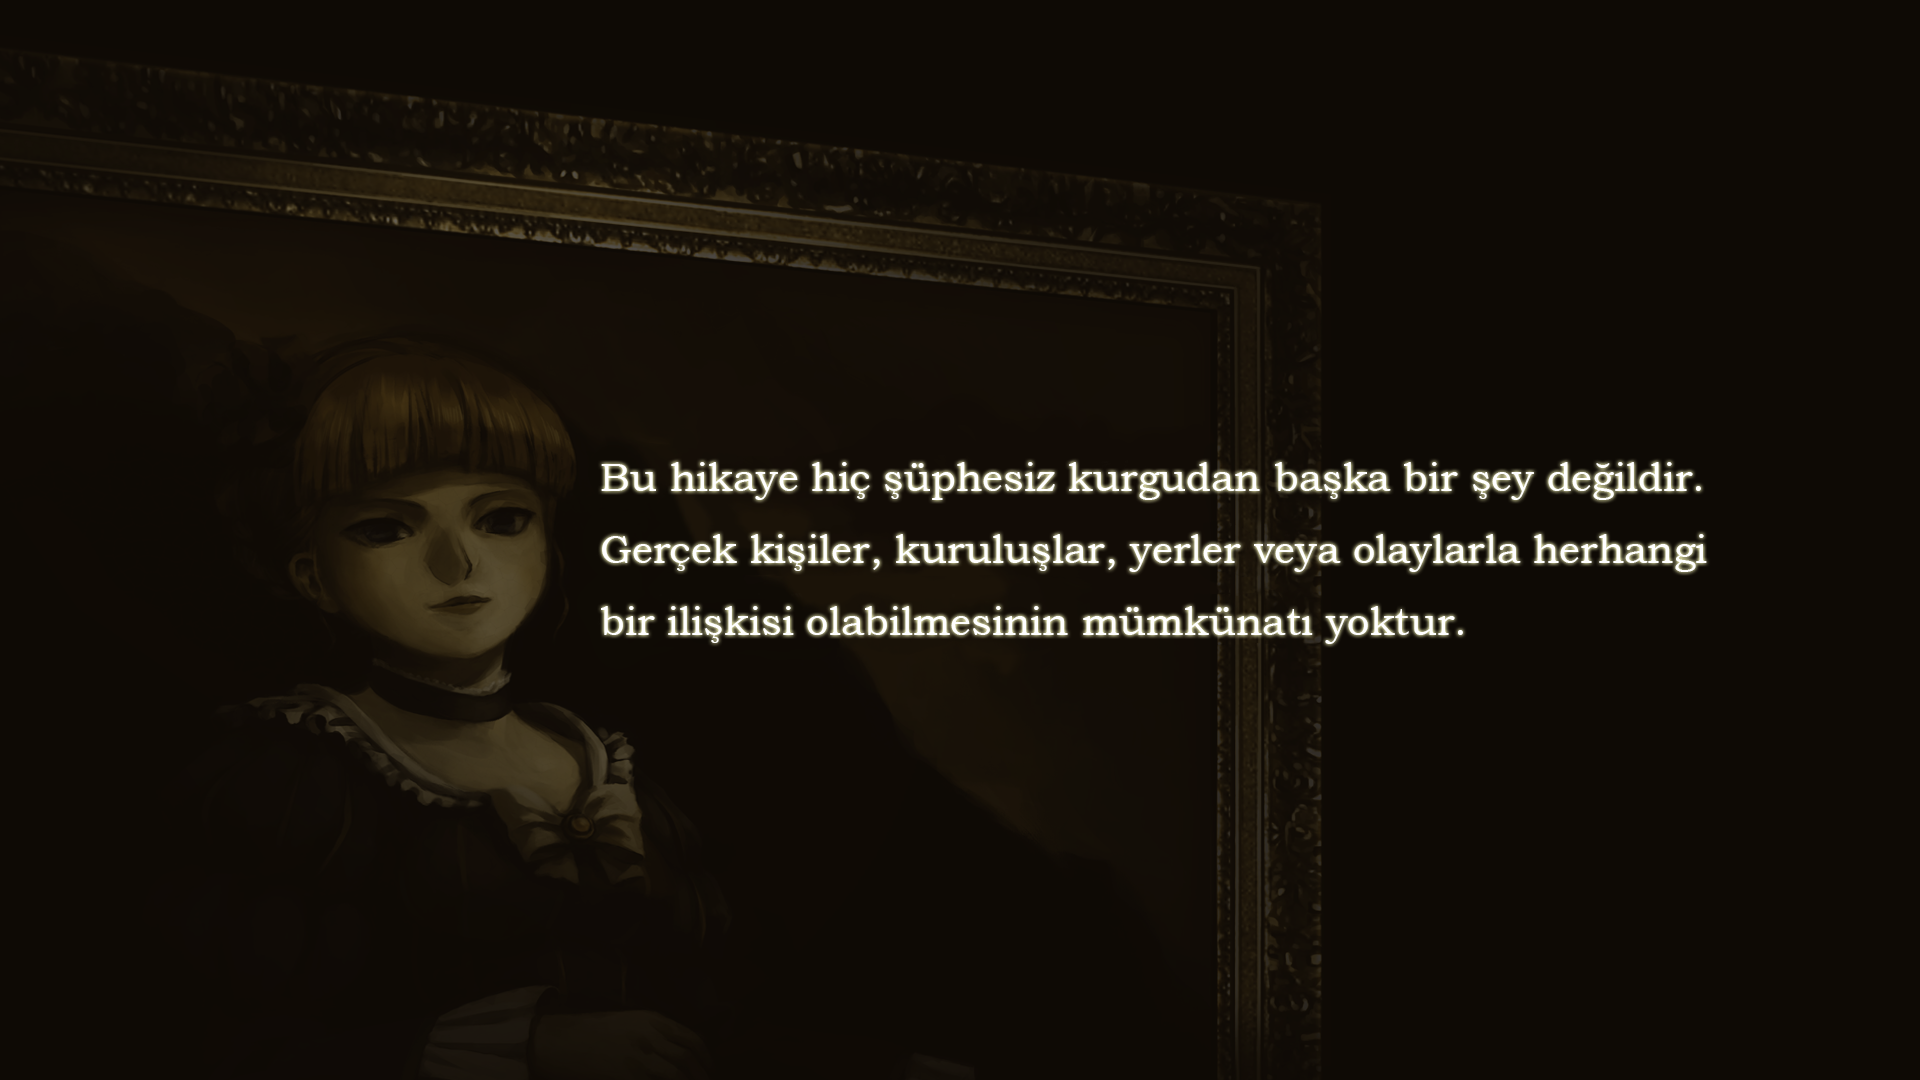 Bu hikaye hiç şüphesiz kurgudan başka bir şey değildir.
Gerçek kişiler, kuruluşlar, yerler veya olaylarla herhangi
bir ilişkisi olabilmesinin mümkünatı yoktur.